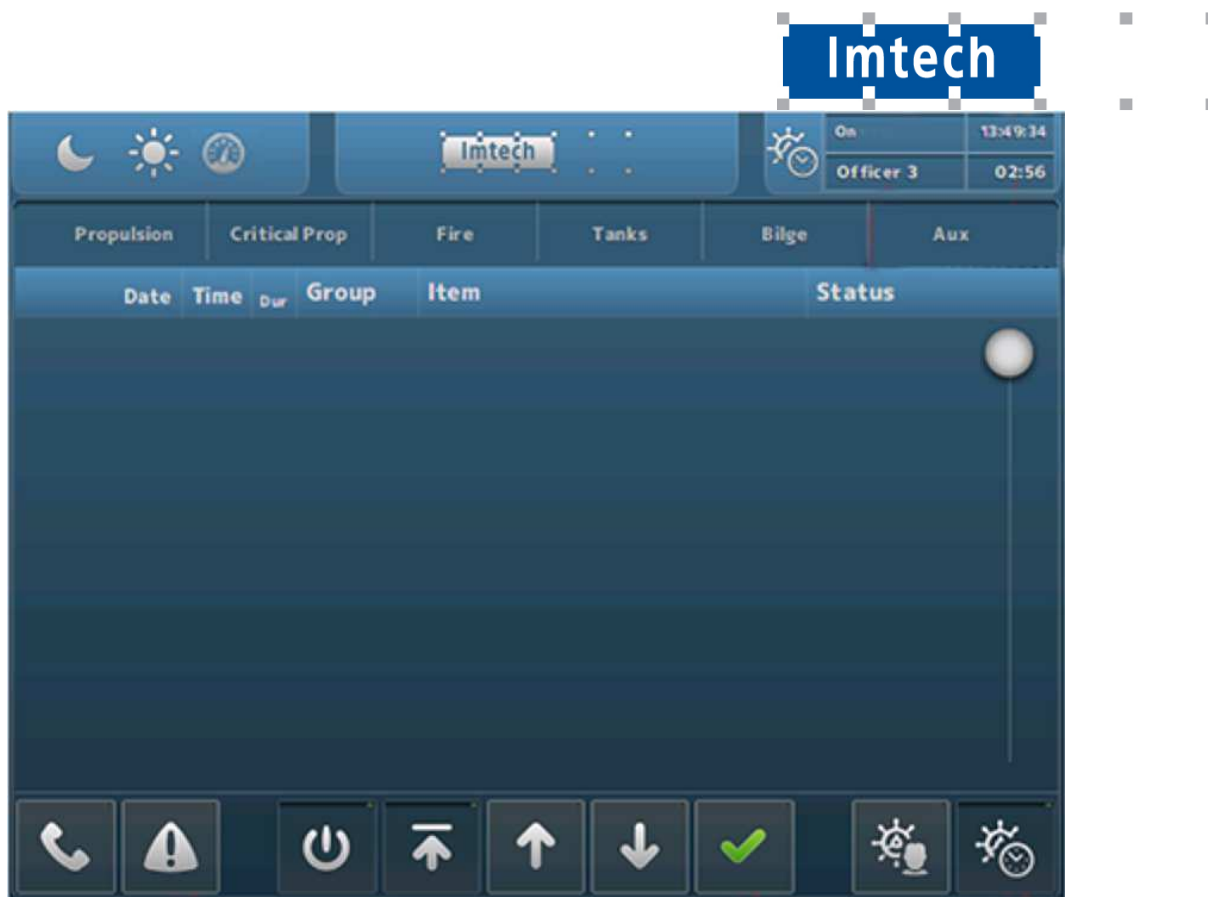 Imtech
Imtech
On 13:49:34
Officer 3 02:56
Propulsion Critical Prop Fire Tanks Bilge Aux
Date Time Dur Group Item Status